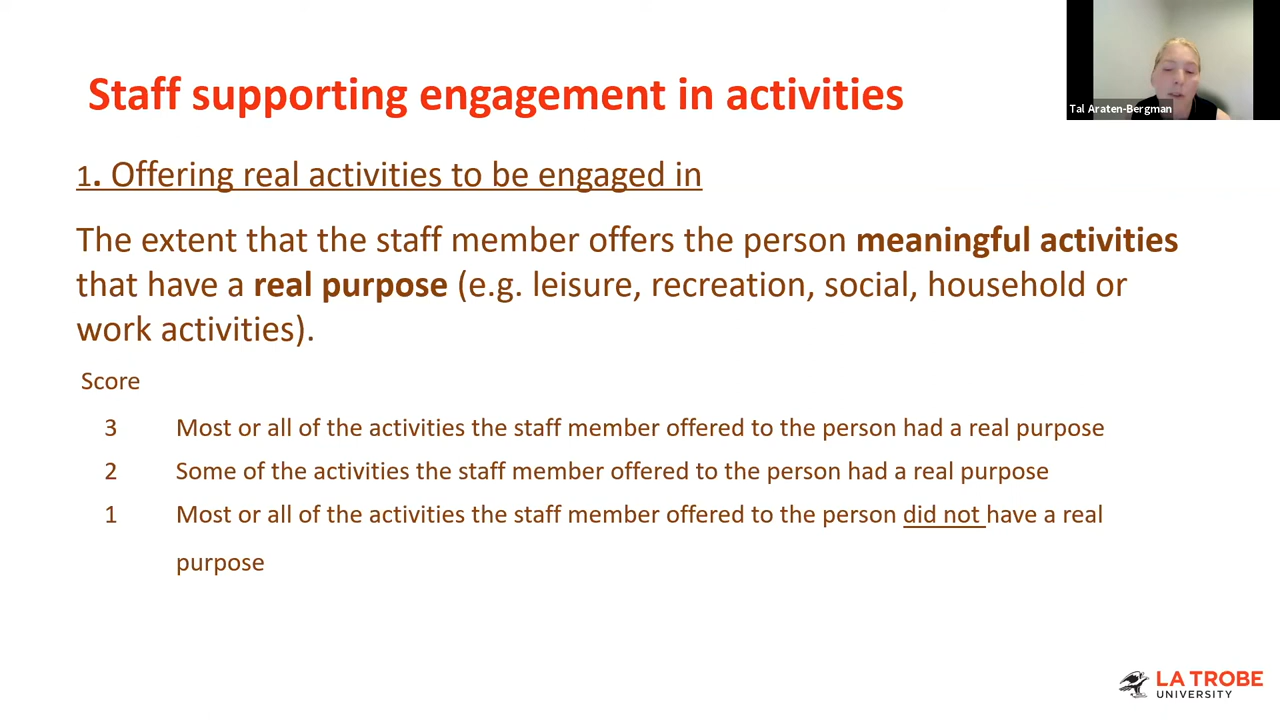 Staff supporting engagement in activities
Tal Araten-Bergman
1. Offering real activities to be engaged in
The extent that the staff member offers the person meaningful activities
that have a real purpose (e.g. leisure, recreation, social, household or
work activities).
Score
3 Most or all of the activities the staff member offered to the person had a real purpose
2 Some of the activities the staff member offered to the person had a real purpose
1 Most or all of the activities the staff member offered to the person did not have a real
purpose
LA TROBE
UNIVERSITY